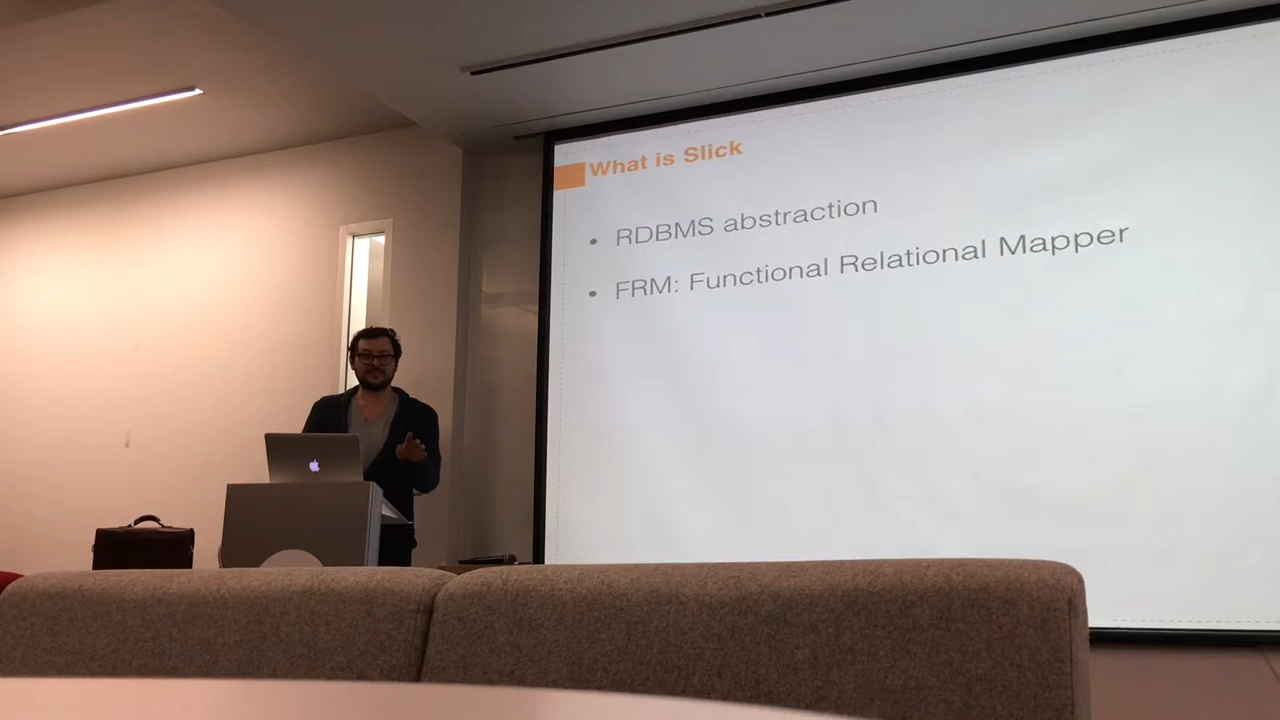 What is Slick
• RDBMS abstraction
• FRM: Functional Relational Mapper